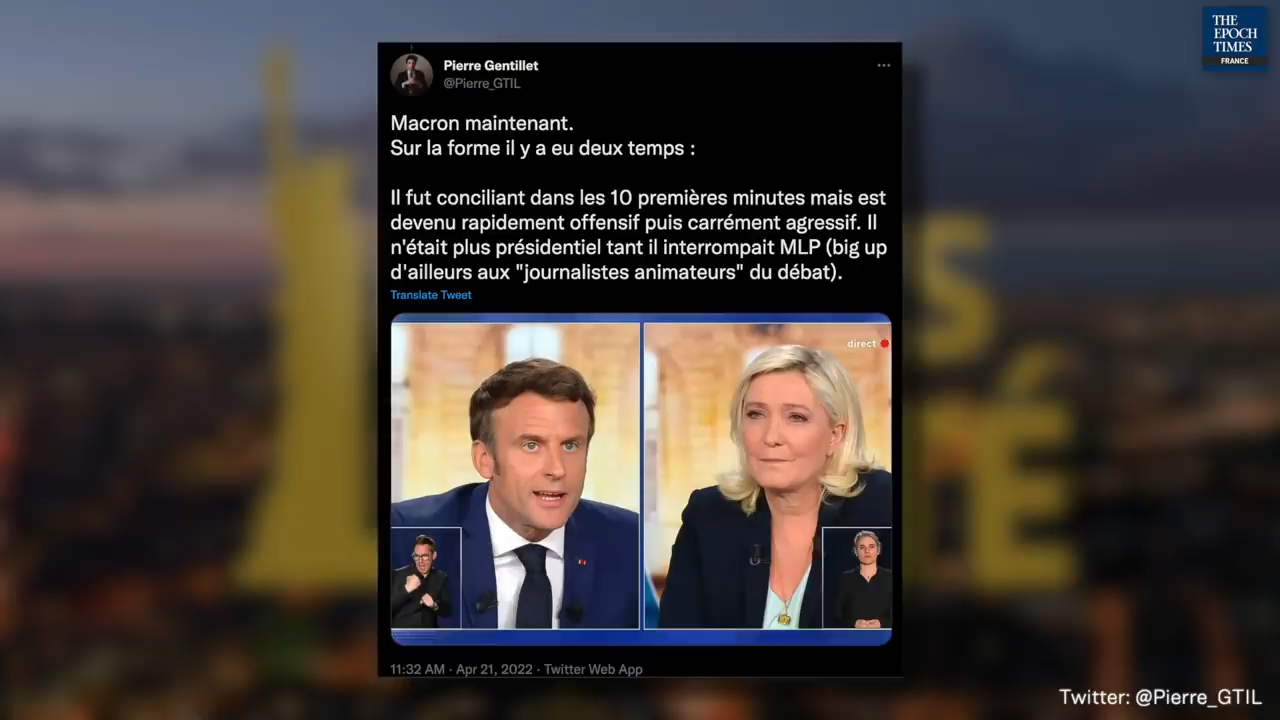 THE
EPOCH
TIMES
FRANCE
Pierre Gentillet
@Pierre_GTIL
Macron maintenant.
Sur la forme il y a eu deux temps :
Il fut conciliant dans les 10 premières minutes mais est
devenu rapidement offensif puis carrément agressif. Il
n'était plus présidentiel tant il interrompait MLP (big up
d'ailleurs aux "journalistes animateurs" du débat).
Translate Tweet
direct
11:32 AM · Apr 21, 2022 · Twitter Web App
Twitter: @Pierre_GTIL